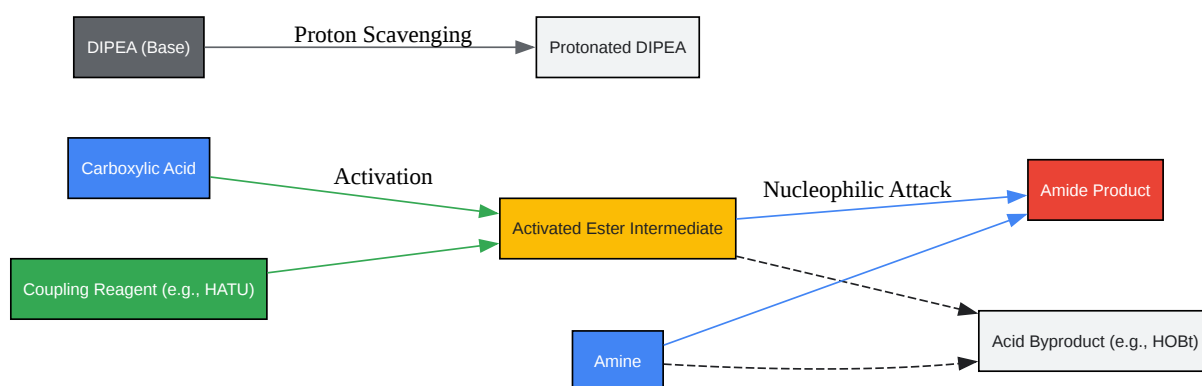 DIPEA (Base)
Proton Scavenging
Protonated DIPEA
Carboxylic Acid
Activation
Nucleophilic Attack
Amide Product
Activated Ester Intermediate
Coupling Reagent (e.g., HATU)
Amine
Acid Byproduct (e.g., HOBt)